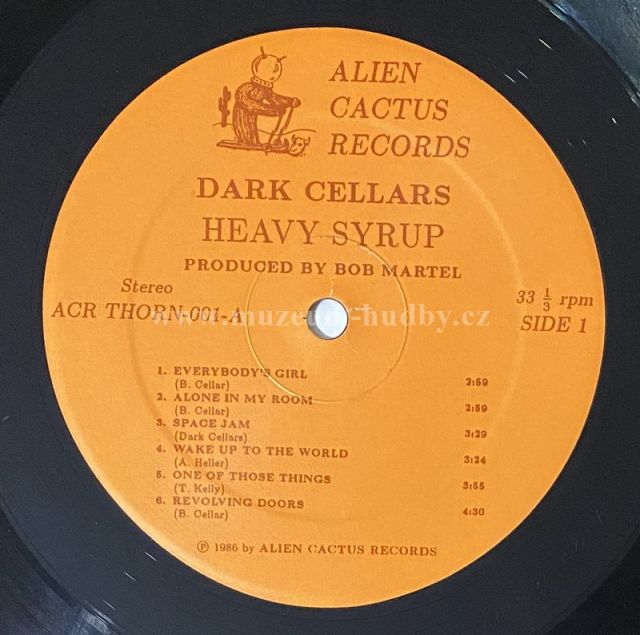 ALIEN
CACTUS
RECORDS
DARK CELLARS
HEAVY SYRUP
PRODUCED BY BOB MARTEL
Stereo
33 1/3 rpm
ACR THORN-001-A
SIDE 1
www.muzeum-hudby.cz
1. EVERYBODY'S GIRL
(B. Cellar) 2:59
2. ALONE IN MY ROOM
(B. Cellar) 2:59
3. SPACE JAM
(Dark Cellars) 3:29
4. WAKE UP TO THE WORLD
(A. Heller) 3:24
5. ONE OF THOSE THINGS
(T. Kelly) 3:55
6. REVOLVING DOORS
(B. Cellar) 4:30
℗ 1986 by ALIEN CACTUS RECORDS